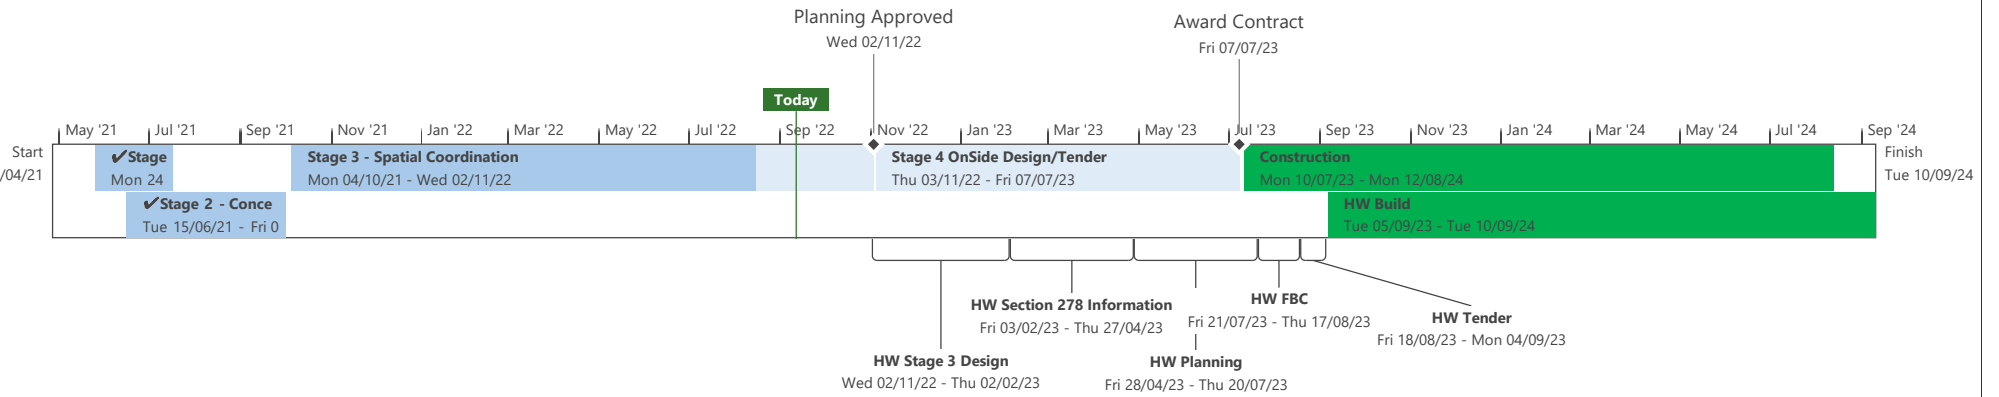 Planning Approved
Wed 02/11/22
Award Contract
Fri 07/07/23
Today
May '21
Jul '21
Sep '21
Nov '21
Jan '22
Mar '22
May '22
Jul '22
Sep '22
Nov '22
Jan '23
Mar '23
May '23
Jul '23
Sep '23
Nov '23
Jan '24
Mar '24
May '24
Jul '24
Sep '24
Start
/04/21
✔Stage
Mon 24
Stage 3 - Spatial Coordination
Mon 04/10/21 - Wed 02/11/22
Stage 4 OnSide Design/Tender
Thu 03/11/22 - Fri 07/07/23
Construction
Mon 10/07/23 - Mon 12/08/24
Finish
Tue 10/09/24
✔Stage 2 - Conce
Tue 15/06/21 - Fri 0
HW Build
Tue 05/09/23 - Tue 10/09/24
HW Section 278 Information
Fri 03/02/23 - Thu 27/04/23
HW FBC
Fri 21/07/23 - Thu 17/08/23
HW Tender
Fri 18/08/23 - Mon 04/09/23
HW Stage 3 Design
Wed 02/11/22 - Thu 02/02/23
HW Planning
Fri 28/04/23 - Thu 20/07/23